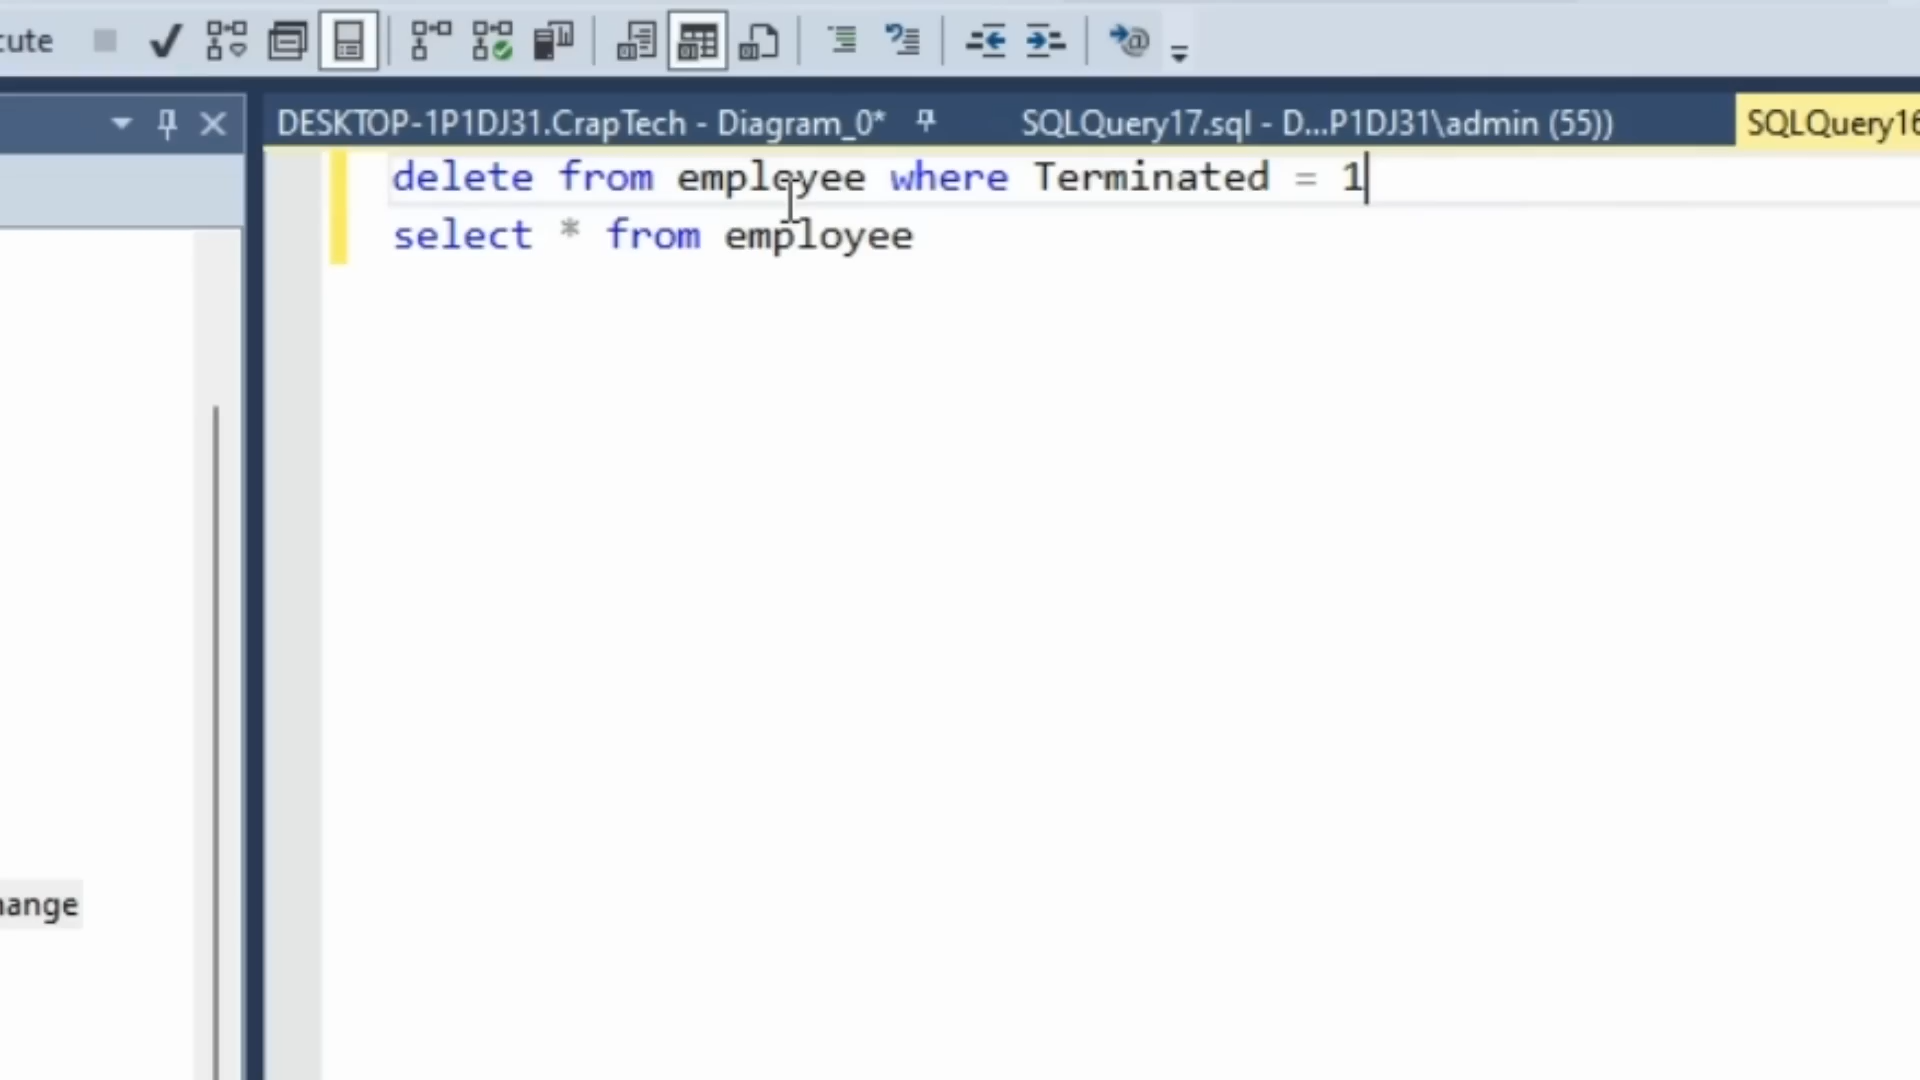 cute
DESKTOP-1P1DJ31.CrapTech - Diagram_0*
SQLQuery17.sql - D...P1DJ31\admin (55))
SQLQuery16
delete from employee where Terminated = 1
select * from employee
hange